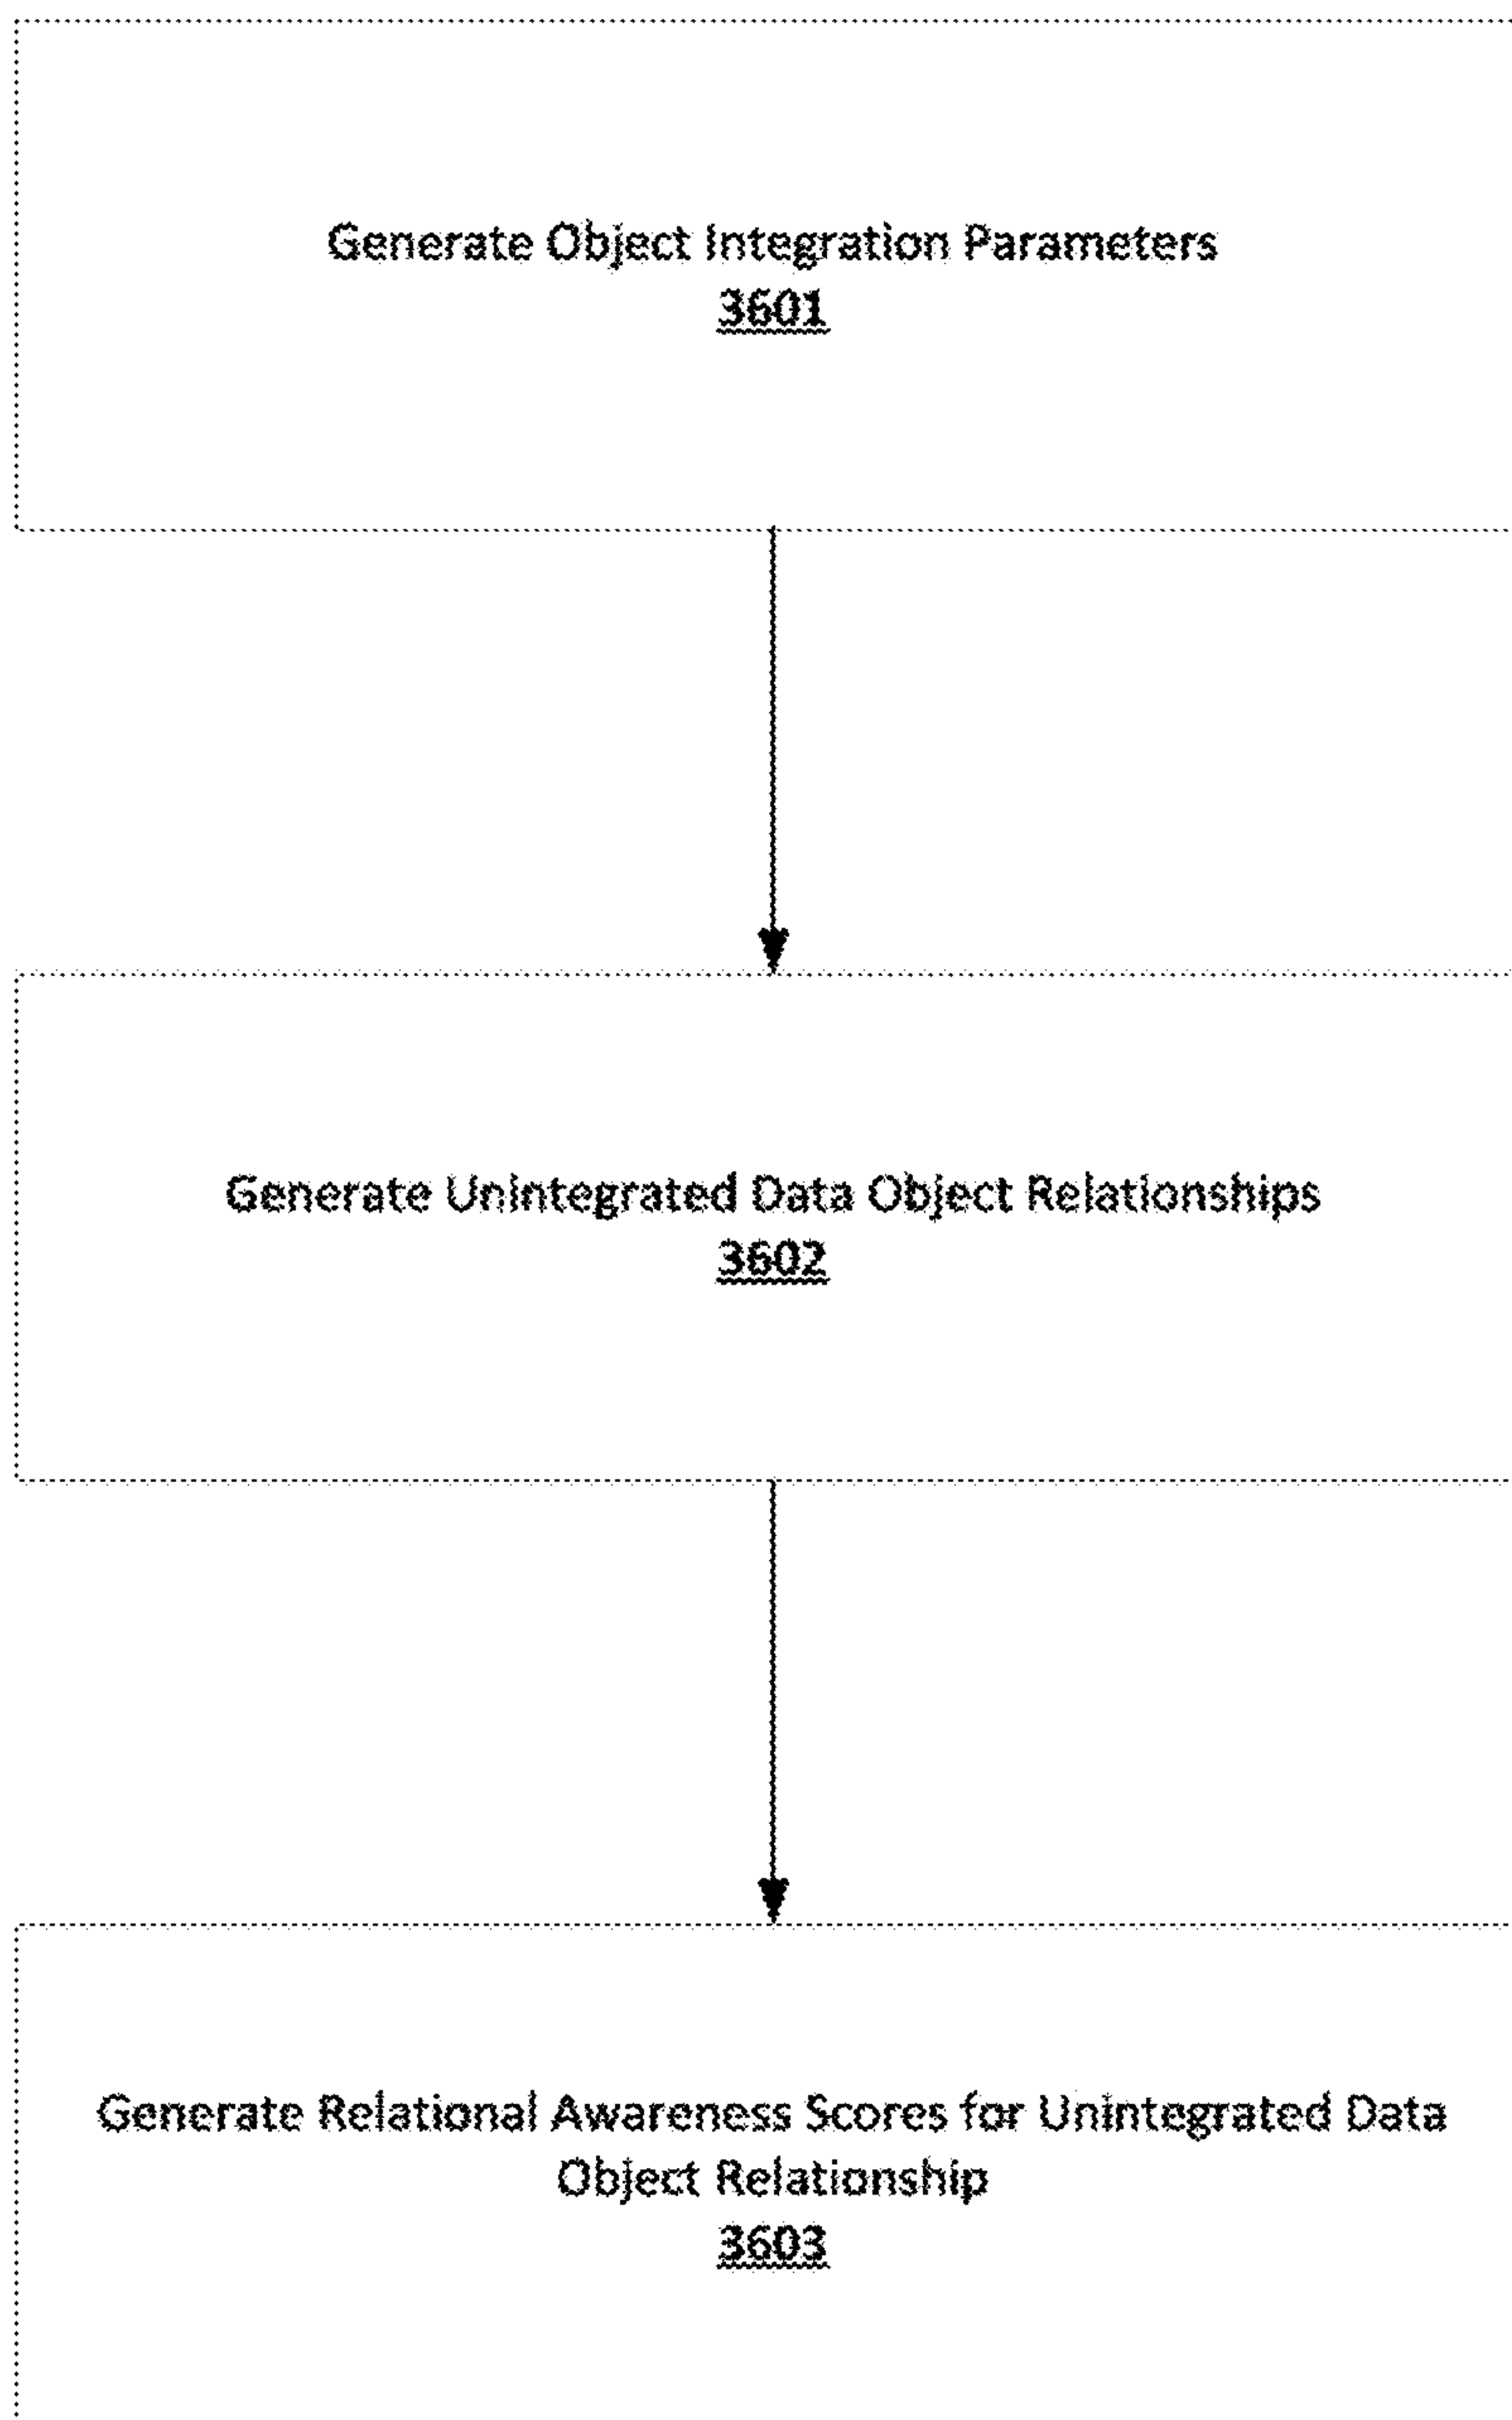 Generate Object Integration Parameters
3601
Generate Unintegrated Data Object Relationships
3602
Generate Relational Awareness Scores for Unintegrated Data
Object Relationship
3603